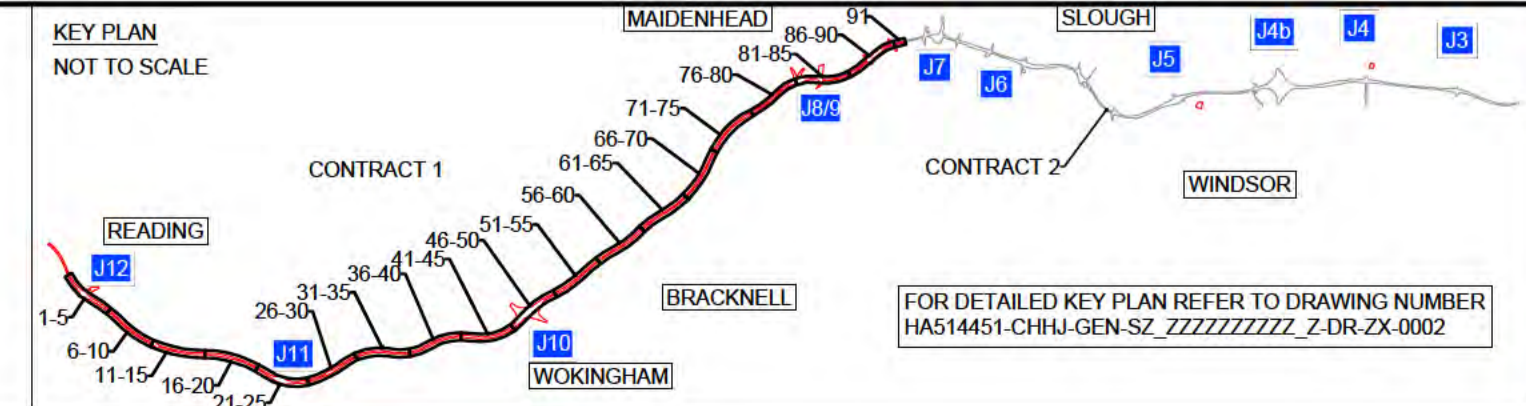 KEY PLAN
NOT TO SCALE
MAIDENHEAD
91
SLOUGH
86-90
81-85
76-80
J8/9
J7
J6
J5
J4b
J4
J3
71-75
66-70
61-65
56-60
51-55
46-50
41-45
36-40
31-35
26-30
CONTRACT 1
CONTRACT 2
WINDSOR
READING
J12
1-5
6-10
11-15
16-20
21-25
J11
J10
WOKINGHAM
BRACKNELL
FOR DETAILED KEY PLAN REFER TO DRAWING NUMBER
HA514451-CHHJ-GEN-SZ_ZZZZZZZZZZ_Z-DR-ZX-0002